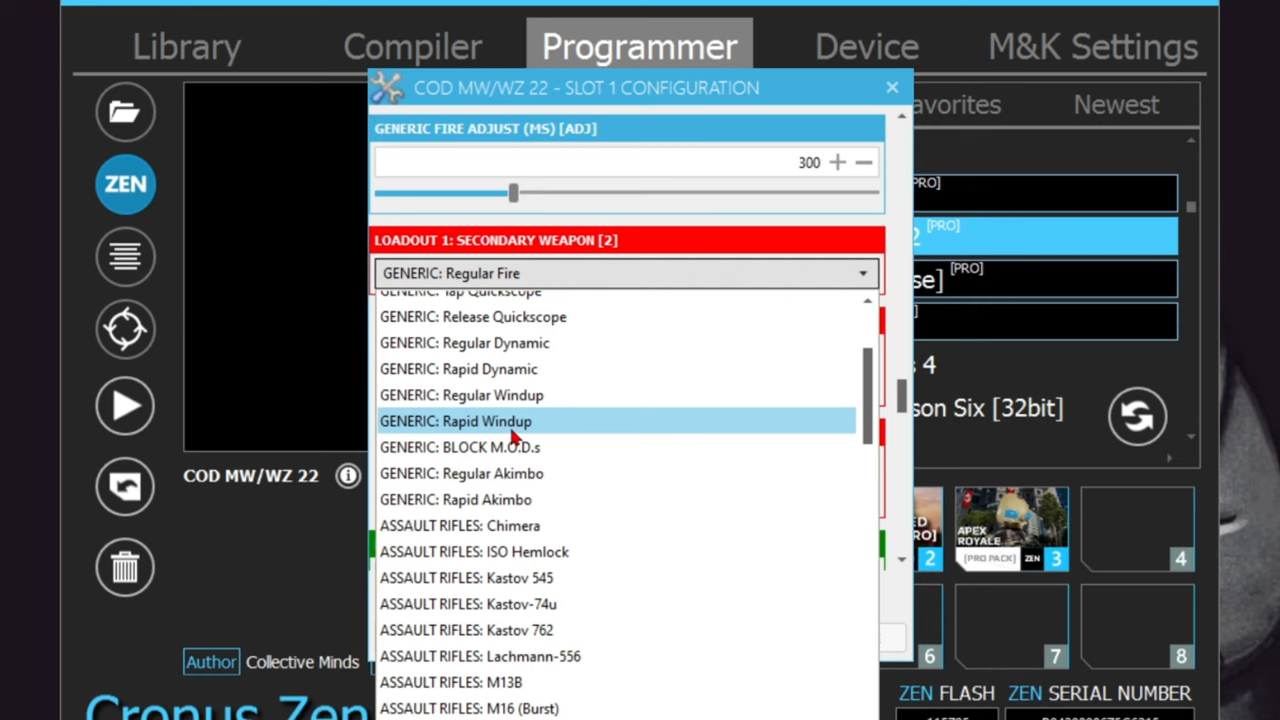 Library Compiler Programmer Device M&K Settings
COD MW/WZ 22 - SLOT 1 CONFIGURATION
avorites Newest
GENERIC FIRE ADJUST (MS) [ADJ]
300
LOADOUT 1: SECONDARY WEAPON [2]
GENERIC: Regular Fire
GENERIC: Tap Quickscope
GENERIC: Release Quickscope
GENERIC: Regular Dynamic
GENERIC: Rapid Dynamic
GENERIC: Regular Windup
GENERIC: Rapid Windup
GENERIC: BLOCK M.O.D.s
GENERIC: Regular Akimbo
GENERIC: Rapid Akimbo
ASSAULT RIFLES: Chimera
ASSAULT RIFLES: ISO Hemlock
ASSAULT RIFLES: Kastov 545
ASSAULT RIFLES: Kastov-74u
ASSAULT RIFLES: Kastov 762
ASSAULT RIFLES: Lachmann-556
ASSAULT RIFLES: M13B
ASSAULT RIFLES: M16 (Burst)
ZEN
COD MW/WZ 22
Author Collective Minds
Cronus Zen
PRO]
2 [PRO]
se] [PRO]
s 4
son Six [32bit]
ED
RO] 2
APEX
ROYALE
[PRO PACK] ZEN 3
4
6
7
8
ZEN FLASH ZEN SERIAL NUMBER